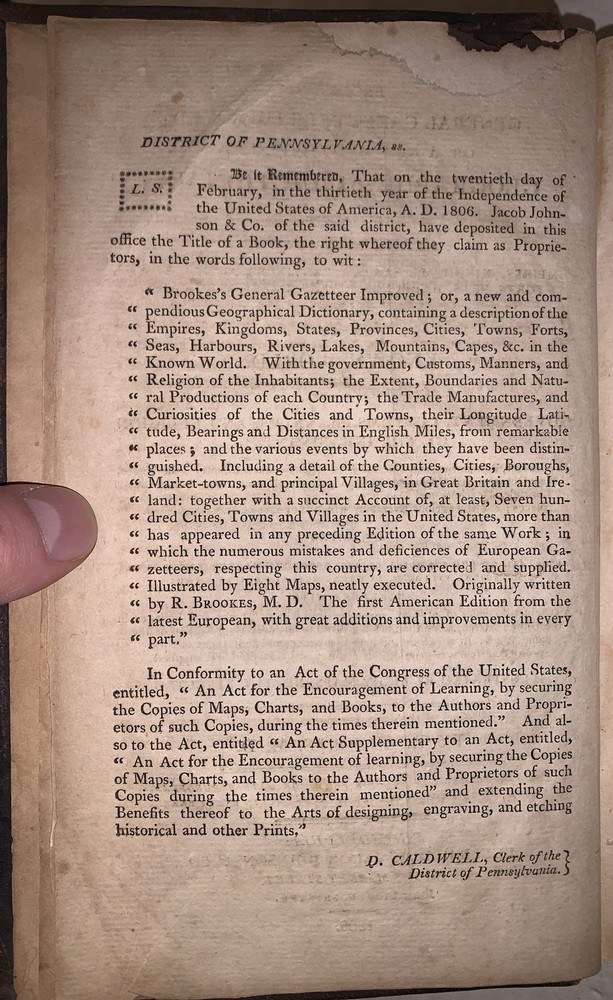 DISTRICT OF PENNSYLVANIA, ss.
L. S.
Be it Remembered, That on the twentieth day of
February, in the thirtieth year of the Independence of
the United States of America, A. D. 1806. Jacob John-
son & Co. of the said district, have deposited in this
office the Title of a Book, the right whereof they claim as Proprie-
tors, in the words following, to wit :
“ Brookes's General Gazetteer Improved ; or, a new and com-
“ pendious Geographical Dictionary, containing a description of the
“ Empires, Kingdoms, States, Provinces, Cities, Towns, Forts,
“ Seas, Harbours, Rivers, Lakes, Mountains, Capes, &c. in the
“ Known World. With the government, Customs, Manners, and
“ Religion of the Inhabitants; the Extent, Boundaries and Natu-
“ ral Productions of each Country; the Trade Manufactures, and
“ Curiosities of the Cities and Towns, their Longitude Lati-
“ tude, Bearings and Distances in English Miles, from remarkable
“ places ; and the various events by which they have been distin-
“ guished. Including a detail of the Counties, Cities, Boroughs,
“ Market-towns, and principal Villages, in Great Britain and Ire-
“ land: together with a succinct Account of, at least, Seven hun-
“ dred Cities, Towns and Villages in the United States, more than
“ has appeared in any preceding Edition of the same Work ; in
“ which the numerous mistakes and deficiences of European Ga-
“ zetteers, respecting this country, are corrected and supplied.
“ Illustrated by Eight Maps, neatly executed. Originally written
“ by R. BROOKES, M. D. The first American Edition from the
“ latest European, with great additions and improvements in every
“ part.”
In Conformity to an Act of the Congress of the United States,
entitled, “ An Act for the Encouragement of Learning, by securing
the Copies of Maps, Charts, and Books, to the Authors and Propri-
etors of such Copies, during the times therein mentioned.” And al-
so to the Act, entitled “ An Act Supplementary to an Act, entitled,
“ An Act for the Encouragement of learning, by securing the Copies
of Maps, Charts, and Books to the Authors and Proprietors of such
Copies during the times therein mentioned” and extending the
Benefits thereof to the Arts of designing, engraving, and etching
historical and other Prints.”
D. CALDWELL, Clerk of the }
District of Pennsylvania. }